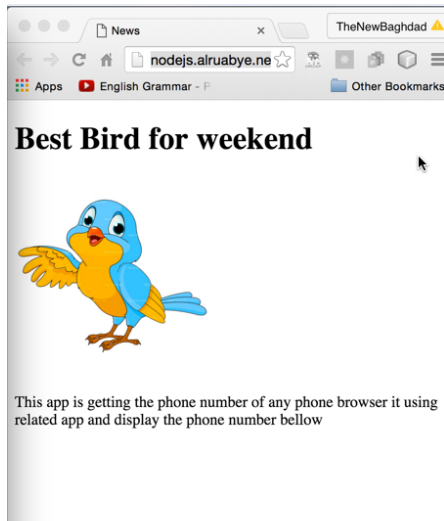 News
TheNewBaghdad
nodejs.alruabye.ne
Apps
English Grammar -
Other Bookmarks
Best Bird for weekend
This app is getting the phone number of any phone browser it using
related app and display the phone number bellow